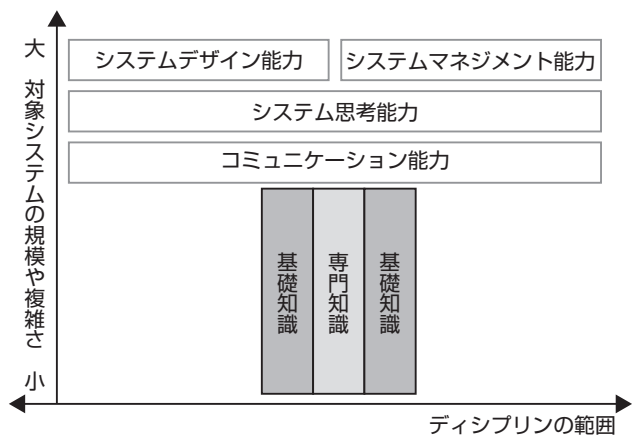 大 対象システムの規模や複雑さ 小
システムデザイン能力
システムマネジメント能力
システム思考能力
コミュニケーション能力
基礎知識
専門知識
基礎知識
ディシプリンの範囲